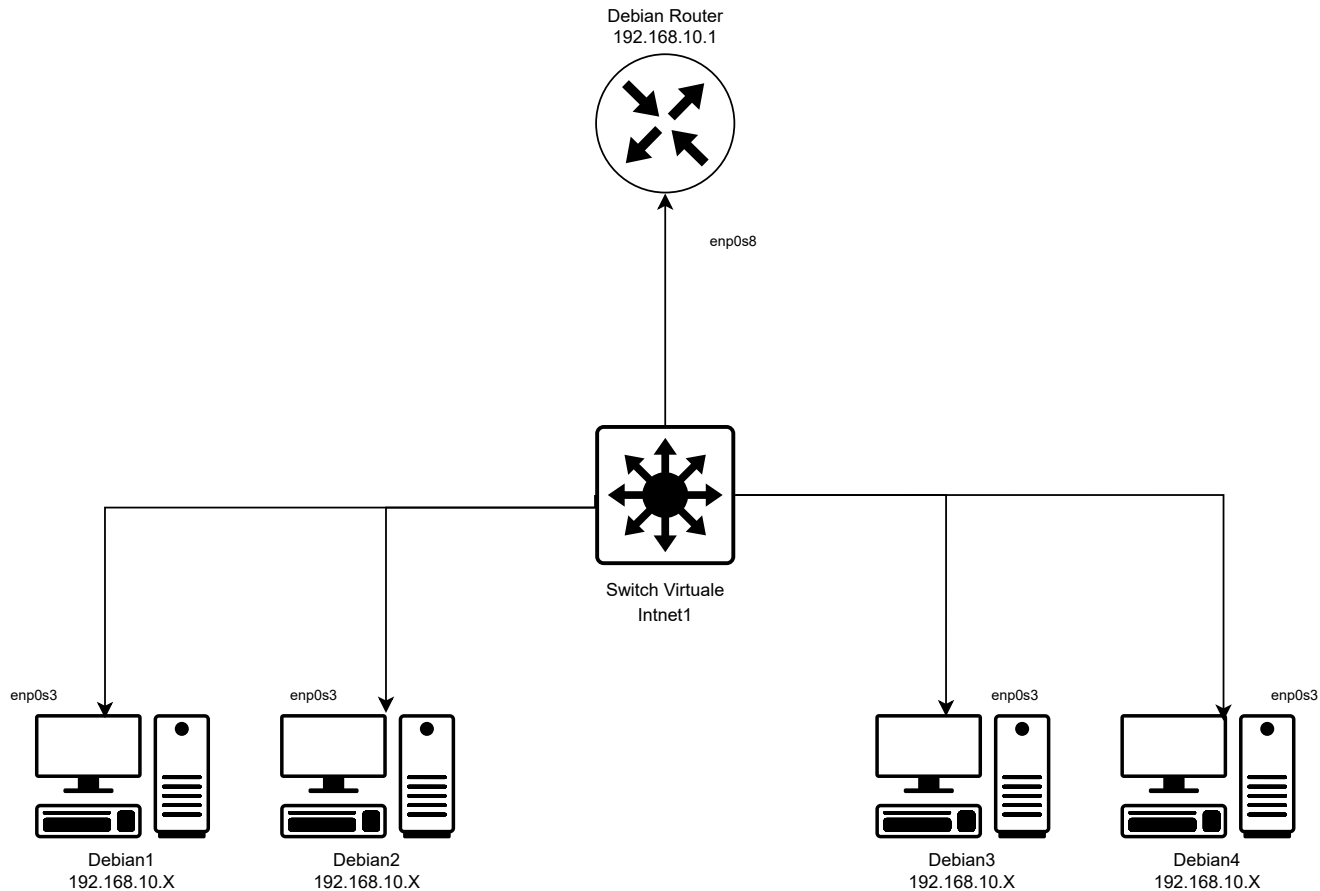 Debian Router
192.168.10.1
enp0s8
Switch Virtuale
Intnet1
enp0s3
enp0s3
enp0s3
enp0s3
Debian1
192.168.10.X
Debian2
192.168.10.X
Debian3
192.168.10.X
Debian4
192.168.10.X